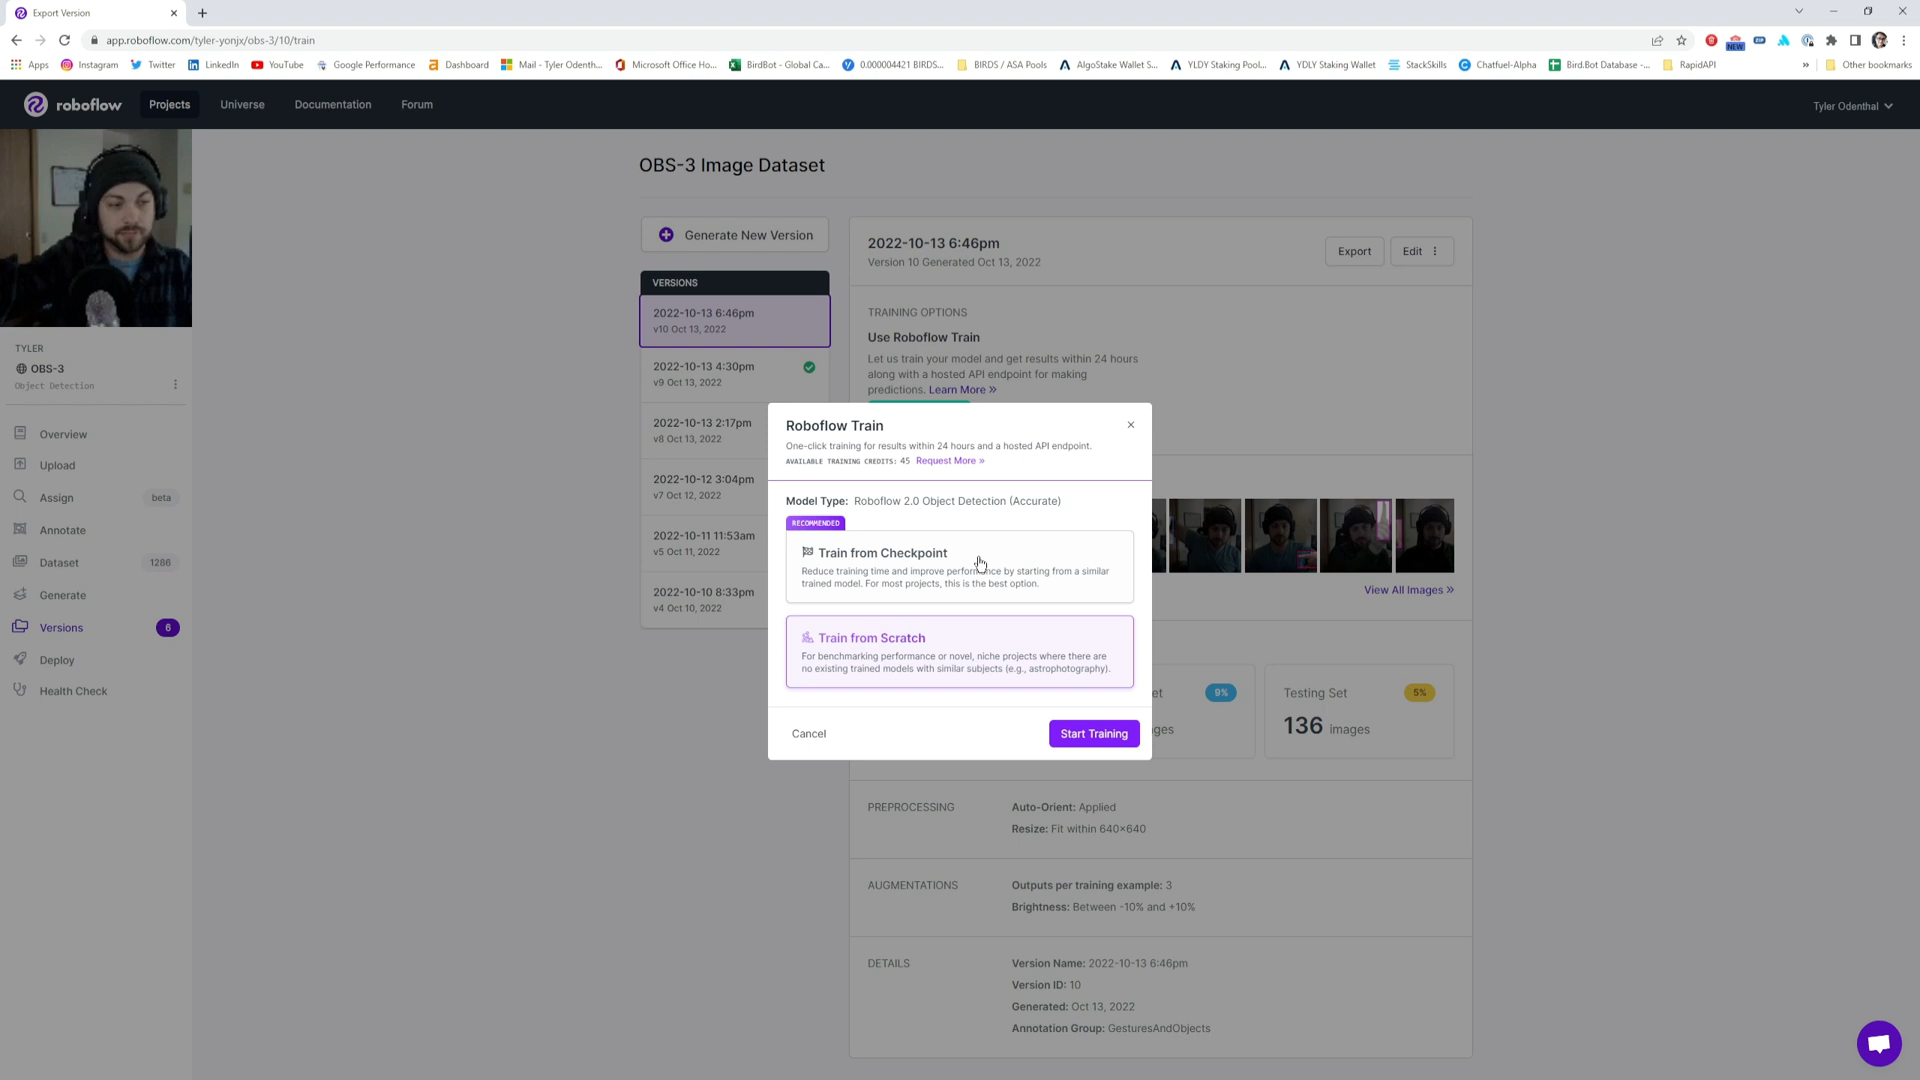 Export Version
app.roboflow.com/tyler-yonjx/obs-3/10/train
NEW
ZIP
Apps
Instagram
Twitter
LinkedIn
YouTube
Google Performance
Dashboard
Mail - Tyler Odenth...
Microsoft Office Ho...
BirdBot - Global Ca...
0.000004421 BIRDS...
BIRDS / ASA Pools
AlgoStake Wallet S...
YLDY Staking Pool...
YDLY Staking Wallet
StackSkills
Chatfuel-Alpha
Bird.Bot Database -...
RapidAPI
»
Other bookmarks
roboflow
Projects
Universe
Documentation
Forum
Tyler Odenthal
TYLER
OBS-3
Object Detection
Overview
Upload
Assign beta
Annotate
Dataset 1286
Generate
Versions 6
Deploy
Health Check
OBS-3 Image Dataset
Generate New Version
VERSIONS
2022-10-13 6:46pm
v10 Oct 13, 2022
2022-10-13 4:30pm
v9 Oct 13, 2022
2022-10-13 2:17pm
v8 Oct 13, 2022
2022-10-12 3:04pm
v7 Oct 12, 2022
2022-10-11 11:53am
v5 Oct 11, 2022
2022-10-10 8:33pm
v4 Oct 10, 2022
2022-10-13 6:46pm
Version 10 Generated Oct 13, 2022
Export
Edit
TRAINING OPTIONS
Use Roboflow Train
Let us train your model and get results within 24 hours
along with a hosted API endpoint for making
predictions. Learn More »
Roboflow Train
One-click training for results within 24 hours and a hosted API endpoint.
AVAILABLE TRAINING CREDITS: 45 Request More »
Model Type: Roboflow 2.0 Object Detection (Accurate)
RECOMMENDED
Train from Checkpoint
Reduce training time and improve performance by starting from a similar
trained model. For most projects, this is the best option.
Train from Scratch
For benchmarking performance or novel, niche projects where there are
no existing trained models with similar subjects (e.g., astrophotography).
Cancel
Start Training
View All Images »
et 9%
ges
Testing Set 5%
136 images
PREPROCESSING
Auto-Orient: Applied
Resize: Fit within 640×640
AUGMENTATIONS
Outputs per training example: 3
Brightness: Between -10% and +10%
DETAILS
Version Name: 2022-10-13 6:46pm
Version ID: 10
Generated: Oct 13, 2022
Annotation Group: GesturesAndObjects